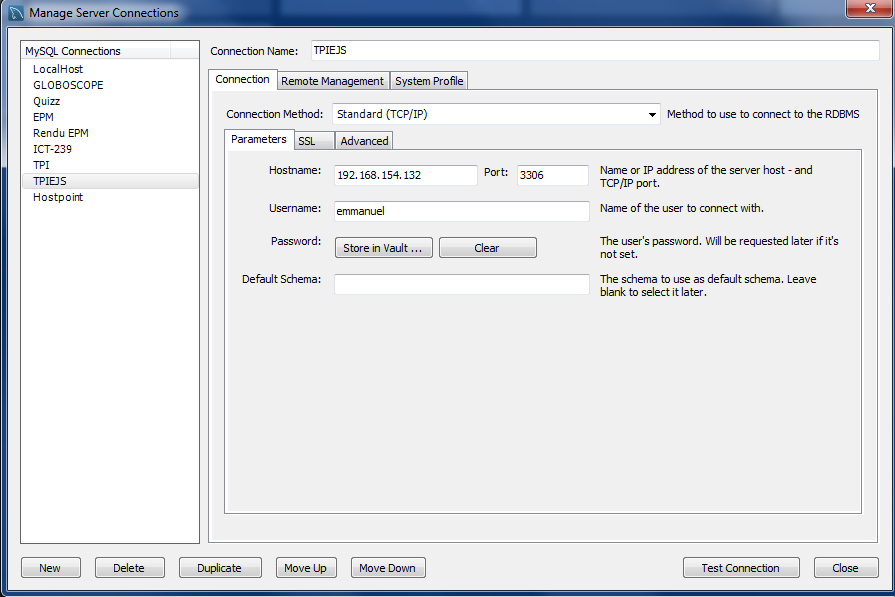 Manage Server Connections
X
MySQL Connections
LocalHost
GLOBOSCOPE
Quizz
EPM
Rendu EPM
ICT-239
TPI
TPIEJS
Hostpoint
Connection Name: TPIEJS
Connection Remote Management System Profile
Connection Method: Standard (TCP/IP) Method to use to connect to the RDBMS
Parameters SSL Advanced
Hostname: 192.168.154.132 Port: 3306 Name or IP address of the server host - and
TCP/IP port.
Username: emmanuel Name of the user to connect with.
Password: Store in Vault ... Clear The user's password. Will be requested later if it's
not set.
Default Schema: The schema to use as default schema. Leave
blank to select it later.
New Delete Duplicate Move Up Move Down Test Connection Close